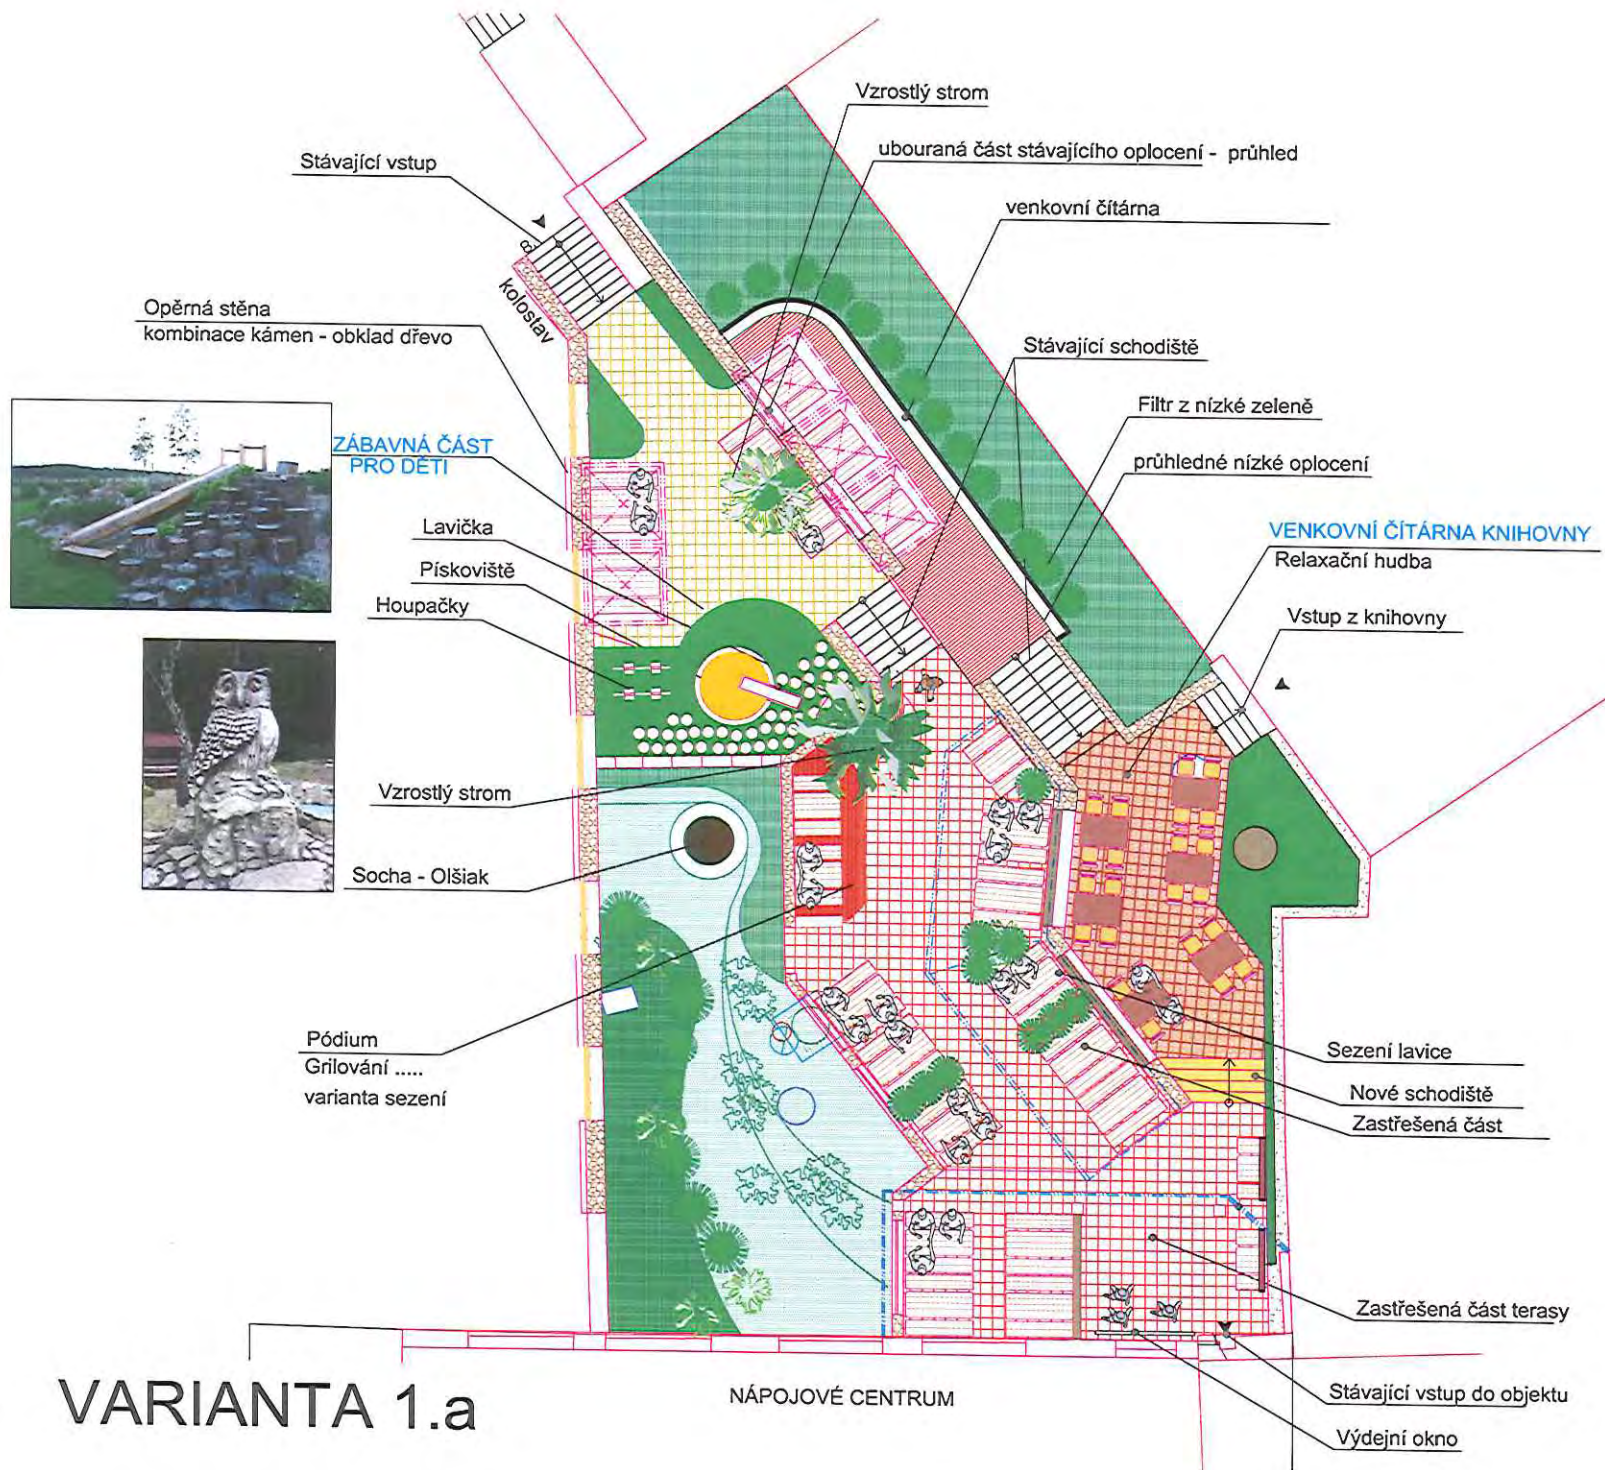 Vzrostlý strom
ubouraná část stávajícího oplocení - průhled
Stávající vstup
venkovní čítárna
kolostav
8
Opěrná stěna
kombinace kámen - obklad dřevo
Stávající schodiště
Filtr z nízké zeleně
ZÁBAVNÁ ČÁST
PRO DĚTI
průhledné nízké oplocení
Lavička
VENKOVNÍ ČÍTÁRNA KNIHOVNY
Relaxační hudba
Pískoviště
Houpačky
Vstup z knihovny
Vzrostlý strom
Socha - Olšiak
Pódium
Grilování .....
varianta sezení
Sezení lavice
Nové schodiště
Zastřešená část
Zastřešená část terasy
VARIANTA 1.a
NÁPOJOVÉ CENTRUM
Stávající vstup do objektu
Výdejní okno